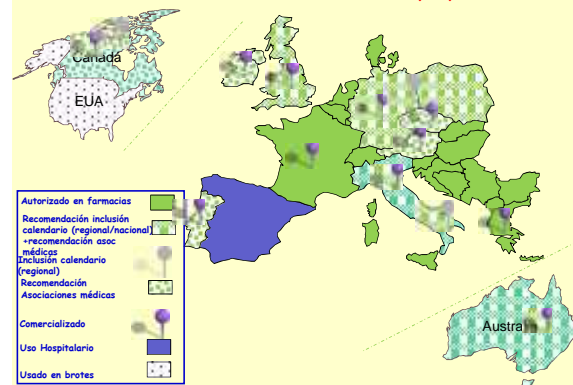 Canadá
EUA
Autorizado en farmacias
Recomendación inclusión
calendario (regional/nacional)
+recomendación asoc
médicas
Inclusión calendario
(regional)
Recomendación
Asociaciones médicas
Comercializado
Uso Hospitalario
Usado en brotes
Austra